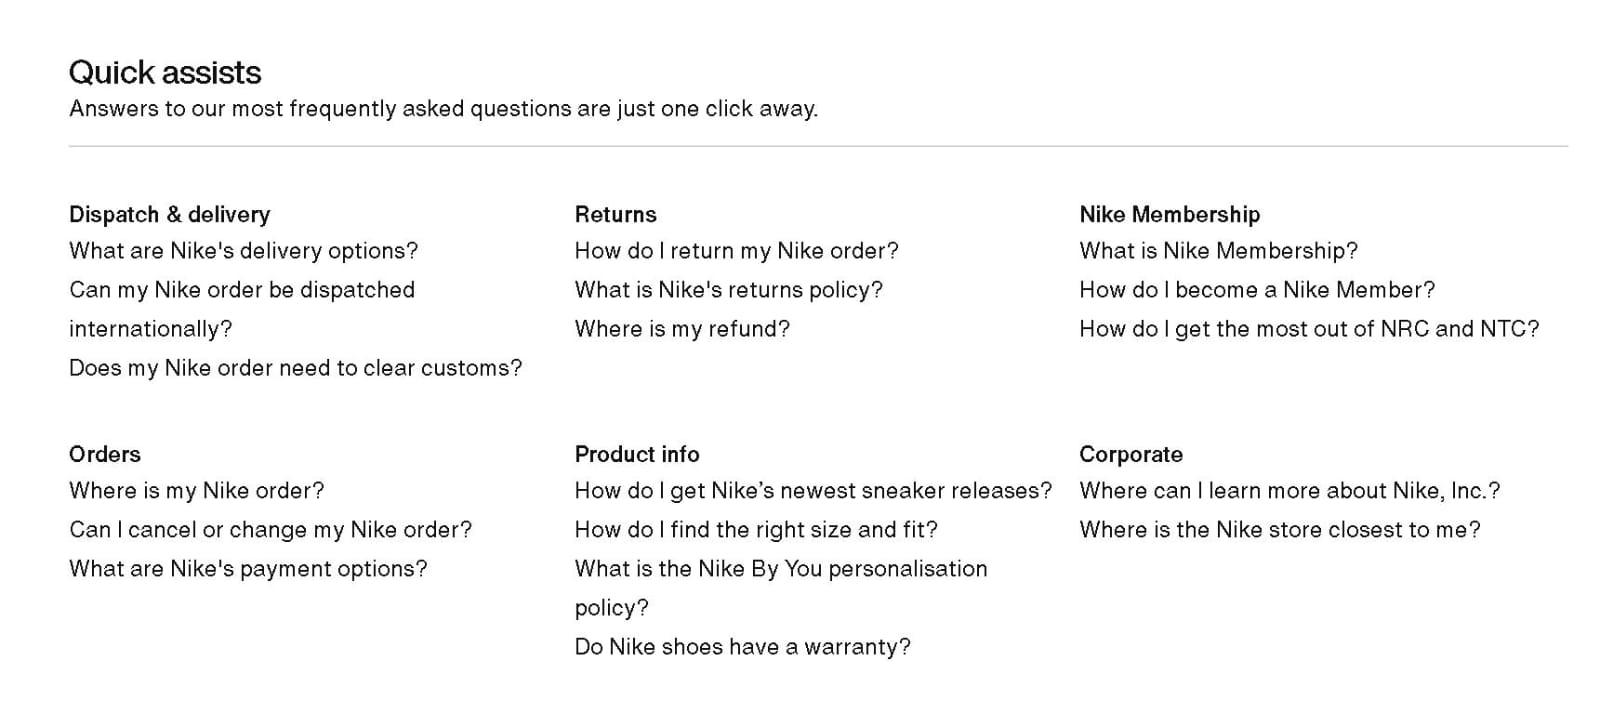 Quick assists
Answers to our most frequently asked questions are just one click away.
Dispatch & delivery
What are Nike's delivery options?
Can my Nike order be dispatched
internationally?
Does my Nike order need to clear customs?
Returns
How do I return my Nike order?
What is Nike's returns policy?
Where is my refund?
Nike Membership
What is Nike Membership?
How do I become a Nike Member?
How do I get the most out of NRC and NTC?
Orders
Where is my Nike order?
Can I cancel or change my Nike order?
What are Nike's payment options?
Product info
How do I get Nike’s newest sneaker releases?
How do I find the right size and fit?
What is the Nike By You personalisation
policy?
Do Nike shoes have a warranty?
Corporate
Where can I learn more about Nike, Inc.?
Where is the Nike store closest to me?